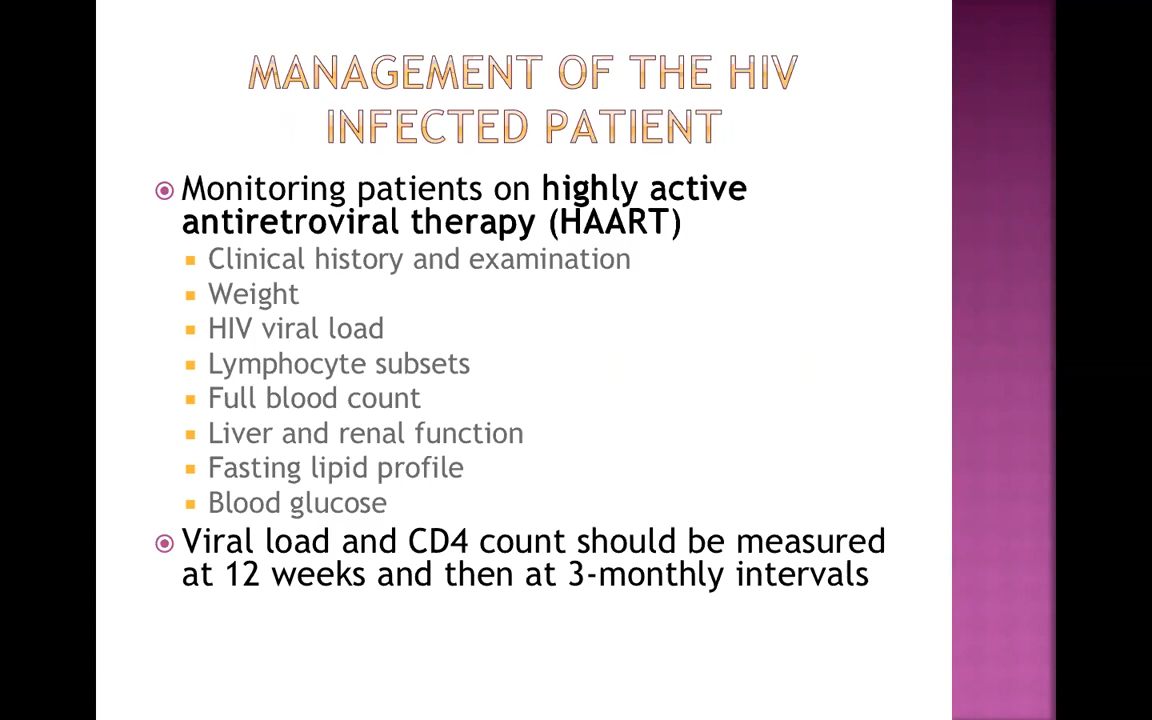 MANAGEMENT OF THE HIV
INFECTED PATIENT
Monitoring patients on highly active
antiretroviral therapy (HAART)
Clinical history and examination
Weight
HIV viral load
Lymphocyte subsets
Full blood count
Liver and renal function
Fasting lipid profile
Blood glucose
Viral load and CD4 count should be measured
at 12 weeks and then at 3-monthly intervals